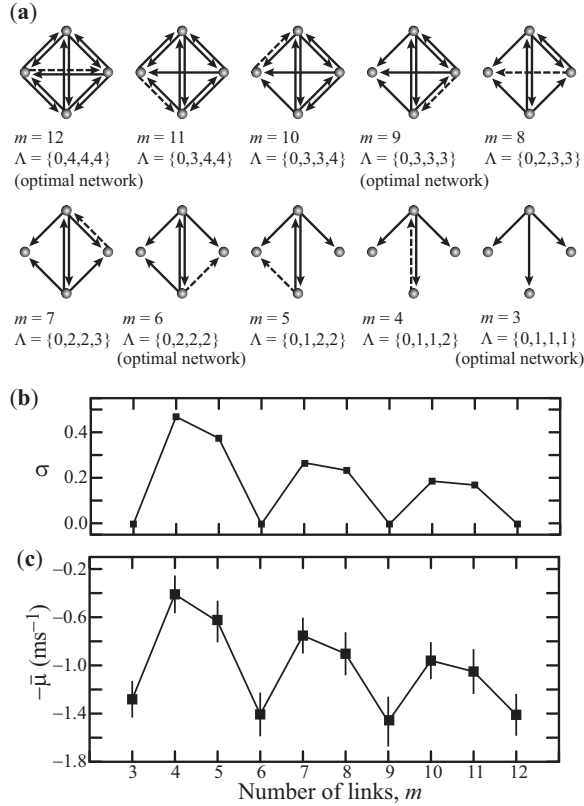 (a)
m = 12 m = 11 m = 10 m = 9 m = 8
Λ = {0,4,4,4} Λ = {0,3,4,4} Λ = {0,3,3,4} Λ = {0,3,3,3} Λ = {0,2,3,3}
(optimal network) (optimal network)
m = 7 m = 6 m = 5 m = 4 m = 3
Λ = {0,2,2,3} Λ = {0,2,2,2} Λ = {0,1,2,2} Λ = {0,1,1,2} Λ = {0,1,1,1}
(optimal network) (optimal network)
(b)
0.4
0.2
0.0
σ
(c)
−0.2
−0.6
−1.0
−1.4
−1.8
−μ̄ (ms⁻¹)
3 4 5 6 7 8 9 10 11 12
Number of links, m